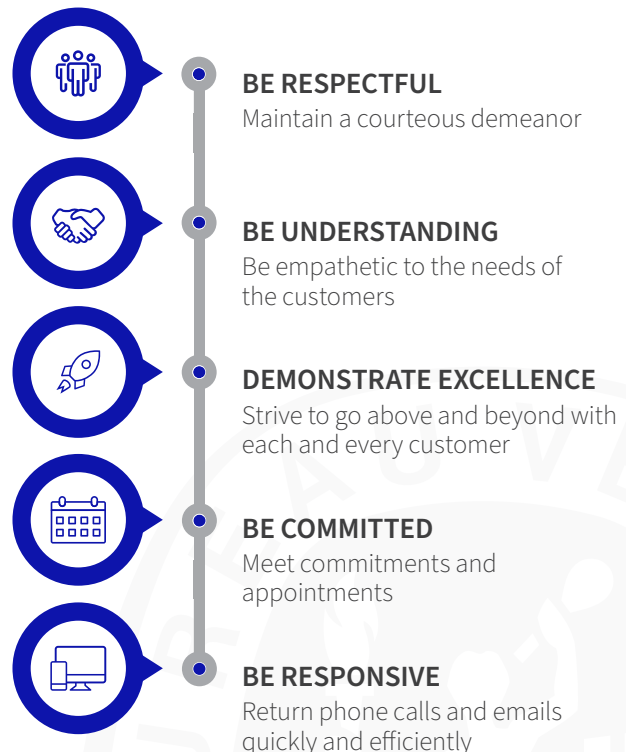 BE RESPECTFUL
Maintain a courteous demeanor
BE UNDERSTANDING
Be empathetic to the needs of
the customers
DEMONSTRATE EXCELLENCE
Strive to go above and beyond with
each and every customer
BE COMMITTED
Meet commitments and
appointments
BE RESPONSIVE
Return phone calls and emails
quickly and efficiently